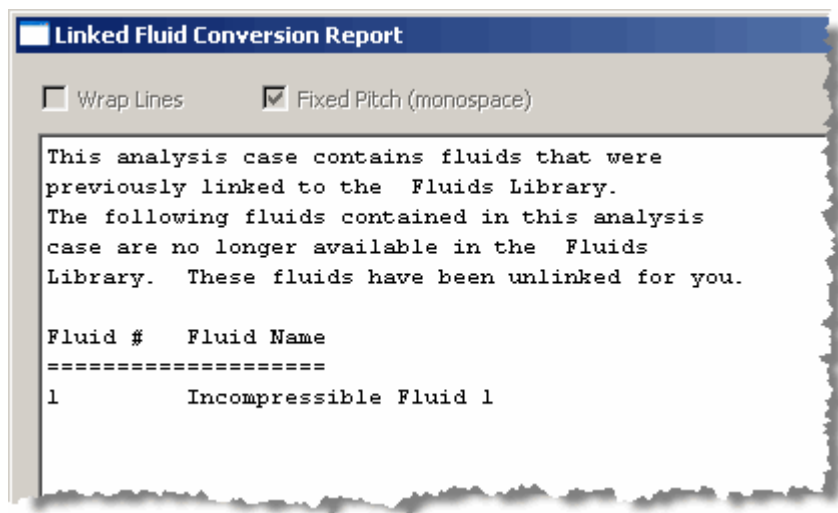 Linked Fluid Conversion Report
Wrap Lines Fixed Pitch (monospace)
This analysis case contains fluids that were
previously linked to the  Fluids Library.
The following fluids contained in this analysis
case are no longer available in the  Fluids
Library.  These fluids have been unlinked for you.
Fluid #   Fluid Name
====================
1         Incompressible Fluid 1